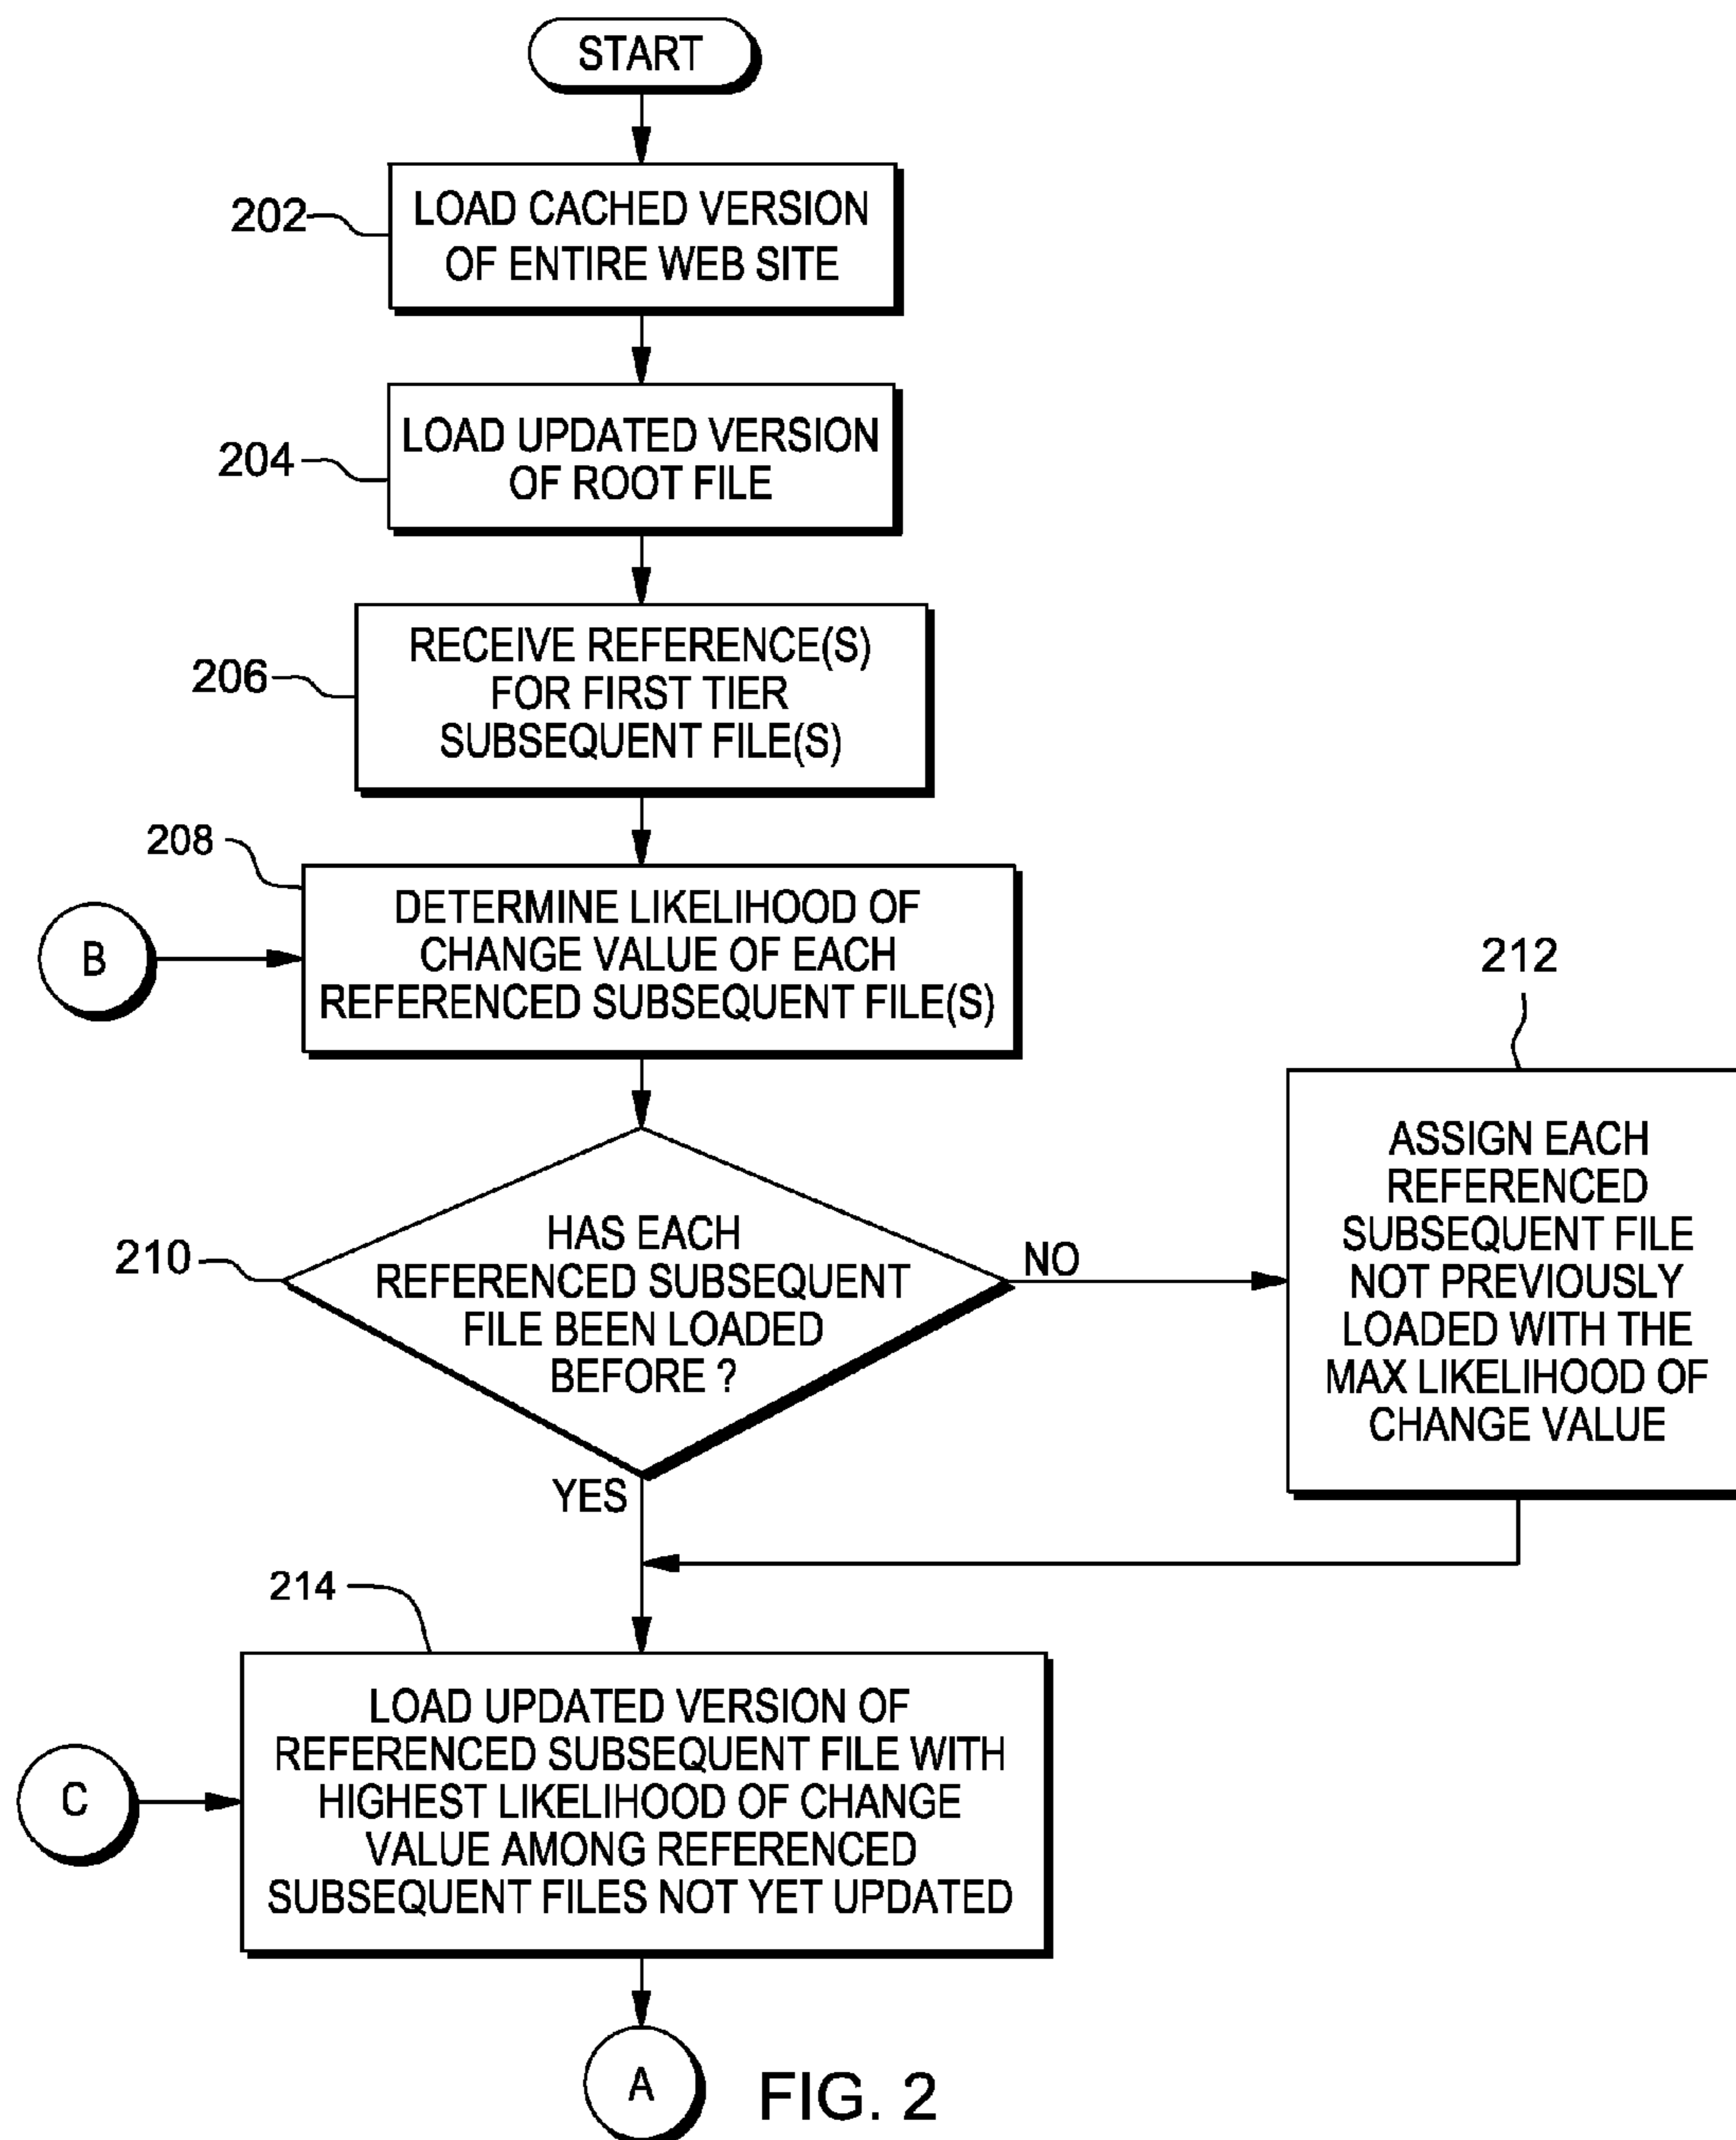 START
202
LOAD CACHED VERSION
OF ENTIRE WEB SITE
204
LOAD UPDATED VERSION
OF ROOT FILE
206
RECEIVE REFERENCE(S)
FOR FIRST TIER
SUBSEQUENT FILE(S)
208
B
DETERMINE LIKELIHOOD OF
CHANGE VALUE OF EACH
REFERENCED SUBSEQUENT FILE(S)
210
HAS EACH
REFERENCED SUBSEQUENT
FILE BEEN LOADED
BEFORE ?
NO
212
ASSIGN EACH
REFERENCED
SUBSEQUENT FILE
NOT PREVIOUSLY
LOADED WITH THE
MAX LIKELIHOOD OF
CHANGE VALUE
YES
214
C
LOAD UPDATED VERSION OF
REFERENCED SUBSEQUENT FILE WITH
HIGHEST LIKELIHOOD OF CHANGE
VALUE AMONG REFERENCED
SUBSEQUENT FILES NOT YET UPDATED
A
FIG. 2